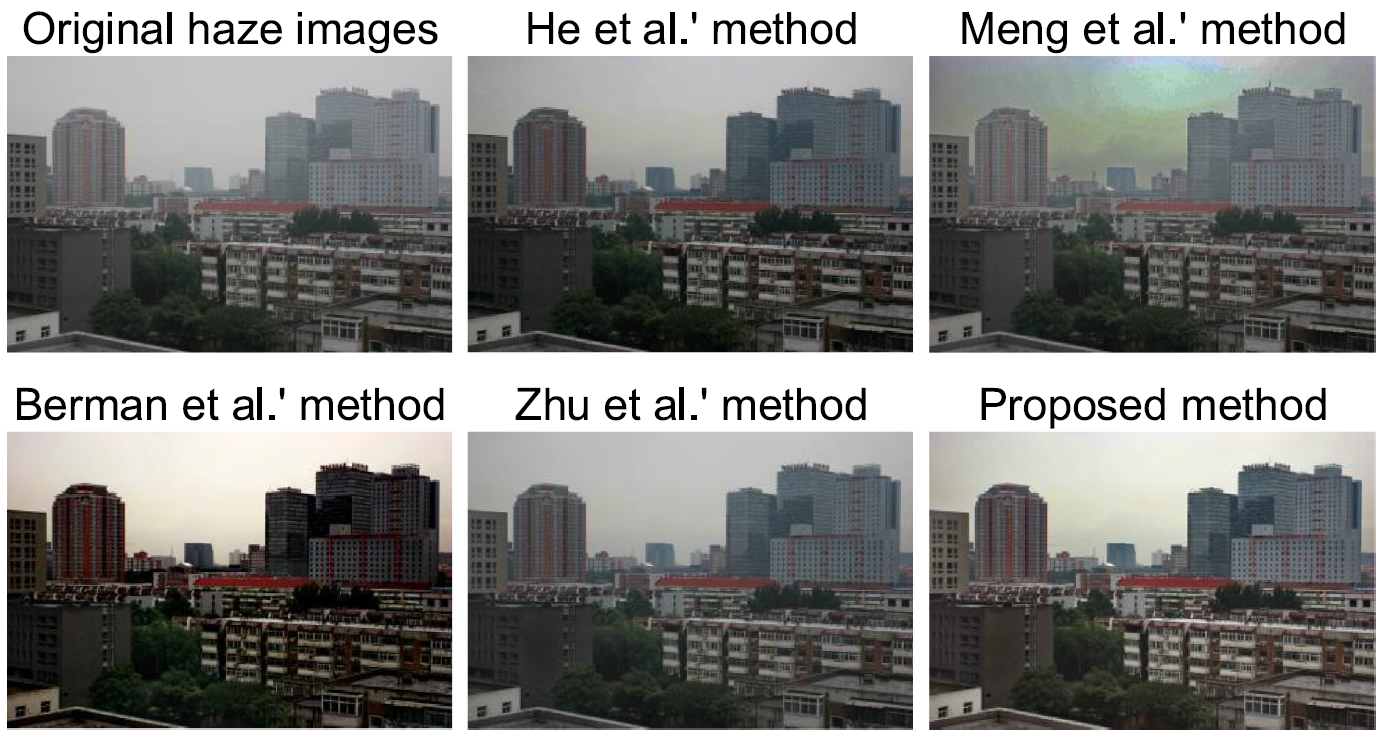 Original haze images
He et al.' method
Meng et al.' method
Berman et al.' method
Zhu et al.' method
Proposed method